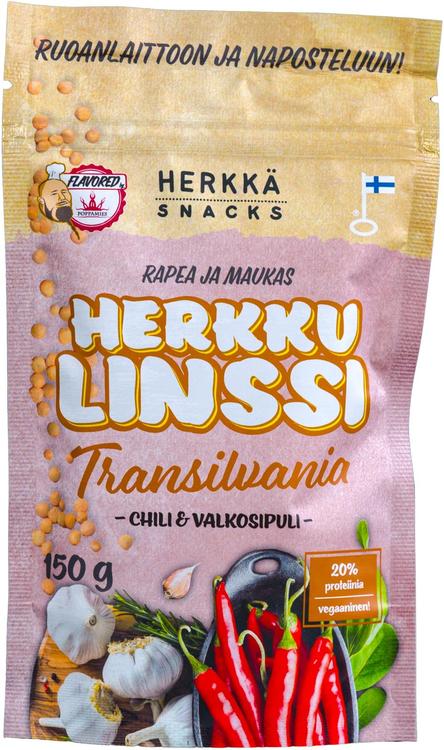 RUOANLAITTOON JA NAPOSTELUUN!
FLAVORED by
POPPAMIES
HERKKÄ
SNACKS
RAPEA JA MAUKAS
HERKKU
LINSSI
Transilvania
- CHILI & VALKOSIPULI -
150 g
20%
proteiinia
vegaaninen!